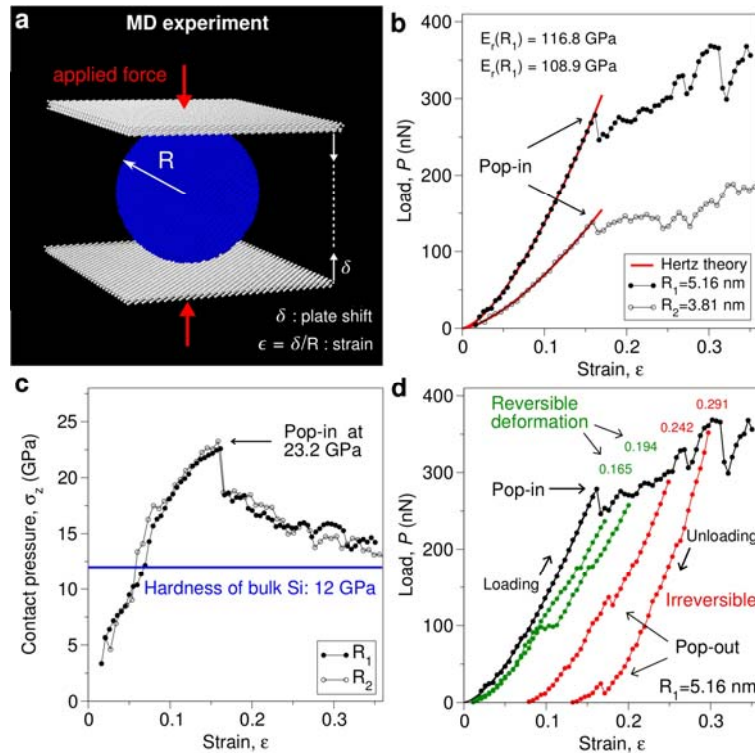 a
MD experiment
applied force
R
δ
δ : plate shift
ϵ = δ/R : strain
b
E_r(R_1) = 116.8 GPa
E_r(R_1) = 108.9 GPa
Pop-in
Hertz theory
R_1=5.16 nm
R_2=3.81 nm
400
300
200
100
0
Load, P (nN)
0 0.1 0.2 0.3
Strain, ε
c
Pop-in at
23.2 GPa
Hardness of bulk Si: 12 GPa
R_1
R_2
25
20
15
10
5
0
Contact pressure, σ_z (GPa)
0 0.1 0.2 0.3
Strain, ε
d
Reversible
deformation
0.165
0.194
0.242
0.291
Pop-in
Loading
Unloading
Irreversible
Pop-out
R_1=5.16 nm
400
300
200
100
0
Load, P (nN)
0 0.1 0.2 0.3
Strain, ε